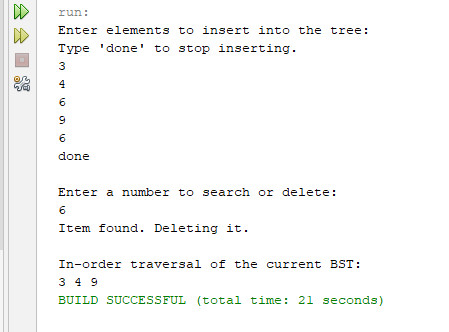 run:
Enter elements to insert into the tree:
Type 'done' to stop inserting.
3
4
6
9
6
done
Enter a number to search or delete:
6
Item found. Deleting it.
In-order traversal of the current BST:
3 4 9
BUILD SUCCESSFUL (total time: 21 seconds)